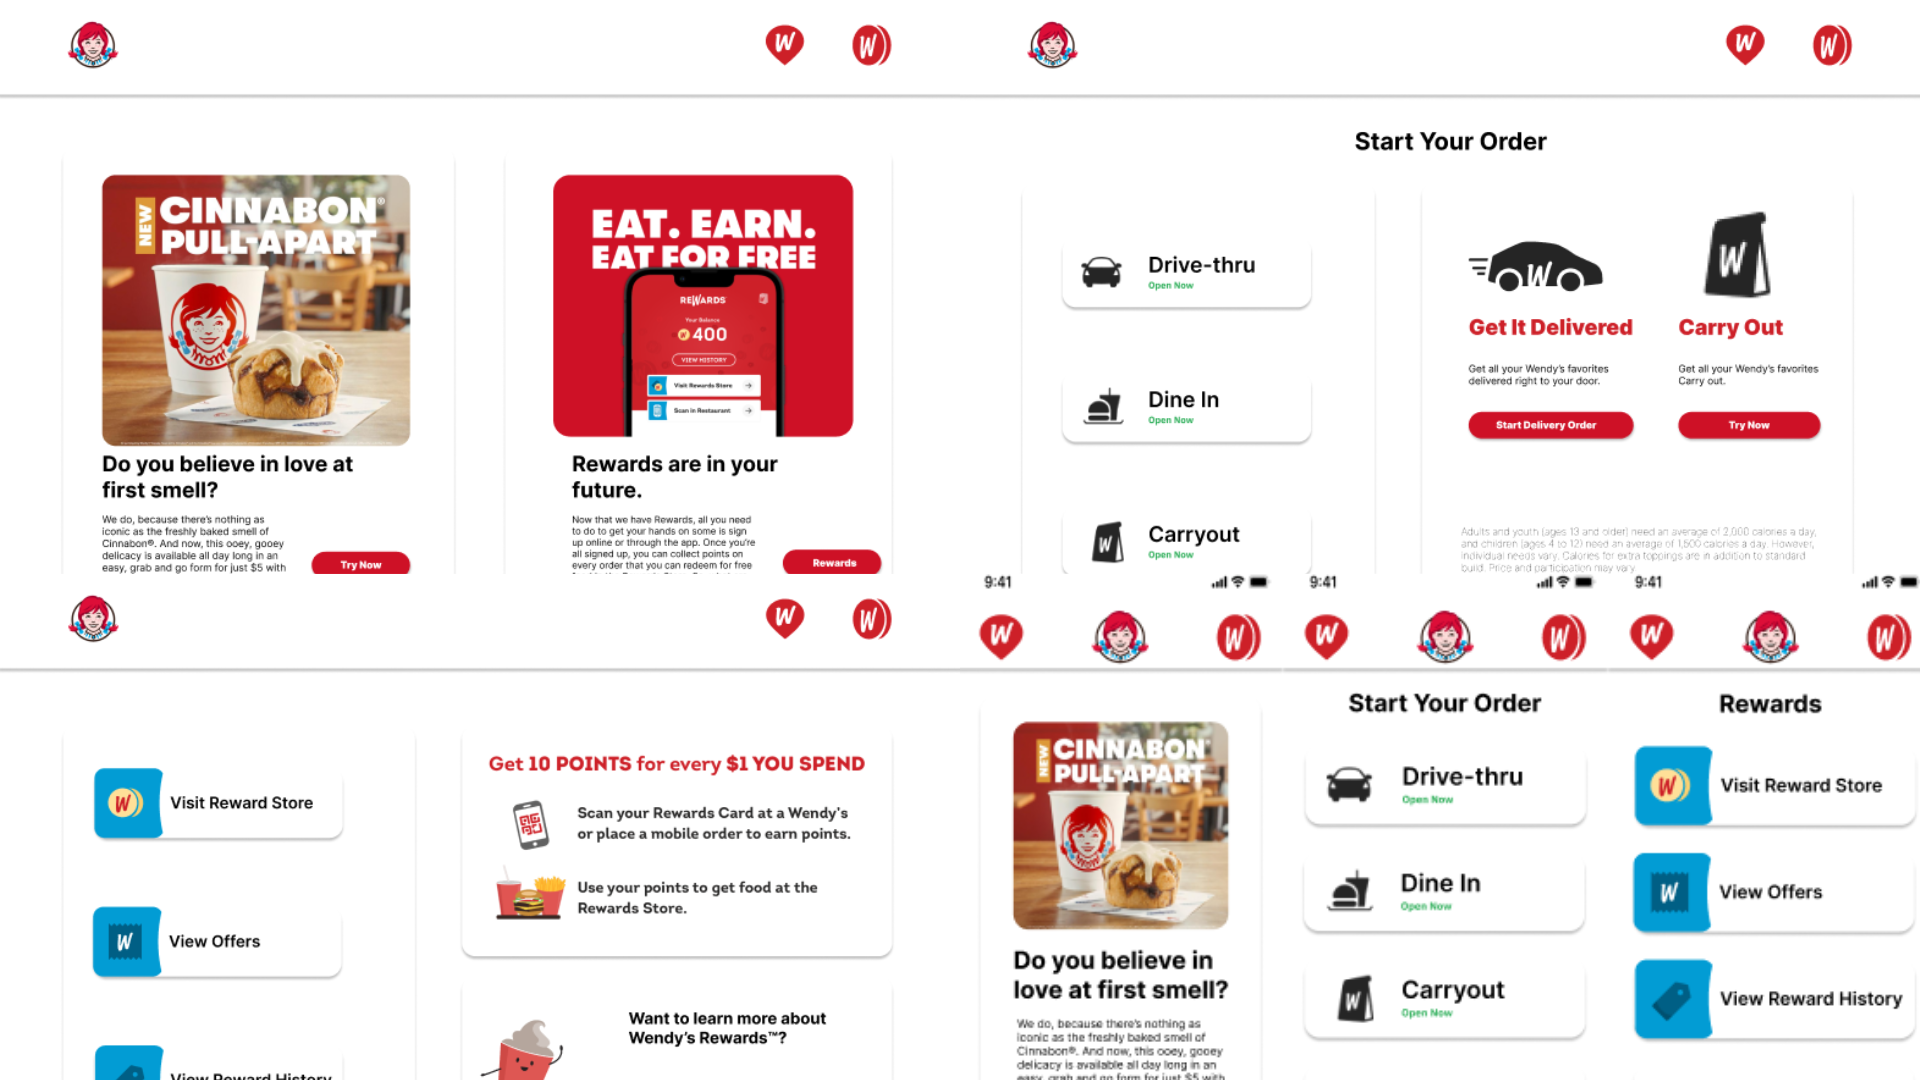 NEW
CINNABON®
PULL-APART
Do you believe in love at
first smell?
We do, because there's nothing as
iconic as the freshly baked smell of
Cinnabon®. And now, this ooey, gooey
delicacy is available all day long in an
easy, grab and go form for just $5 with
Try Now
EAT. EARN.
EAT FOR FREE
REWARDS
Your Balance
400
VIEW HISTORY
Visit Rewards Store
Scan in Restaurant
Rewards are in your
future.
Now that we have Rewards, all you need
to do to get your hands on some is sign
up online or through the app. Once you're
all signed up, you can collect points on
every order that you can redeem for free
Rewards
Start Your Order
Drive-thru
Open Now
Dine In
Open Now
Carryout
Open Now
Get It Delivered
Get all your Wendy's favorites
delivered right to your door.
Start Delivery Order
Carry Out
Get all your Wendy's favorites
Carry out.
Try Now
Adults and youth (ages 13 and older) need an average of 2,000 calories a day,
and children (ages 4 to 12) need an average of 1,500 calories a day. However,
individual needs vary. Calories for extra toppings are in addition to standard
build. Price and participation may vary
Visit Reward Store
View Offers
View Reward History
Get 10 POINTS for every $1 YOU SPEND
Scan your Rewards Card at a Wendy's
or place a mobile order to earn points.
Use your points to get food at the
Rewards Store.
Want to learn more about
Wendy's Rewards™?
9:41
NEW
CINNABON®
PULL-APART
Do you believe in
love at first smell?
We do, because there's nothing as
iconic as the freshly baked smell of
Cinnabon®. And now, this ooey, gooey
delicacy is available all day long in an
easy, grab and go form for just $5 with
9:41
Start Your Order
Drive-thru
Open Now
Dine In
Open Now
Carryout
Open Now
9:41
Rewards
Visit Reward Store
View Offers
View Reward History